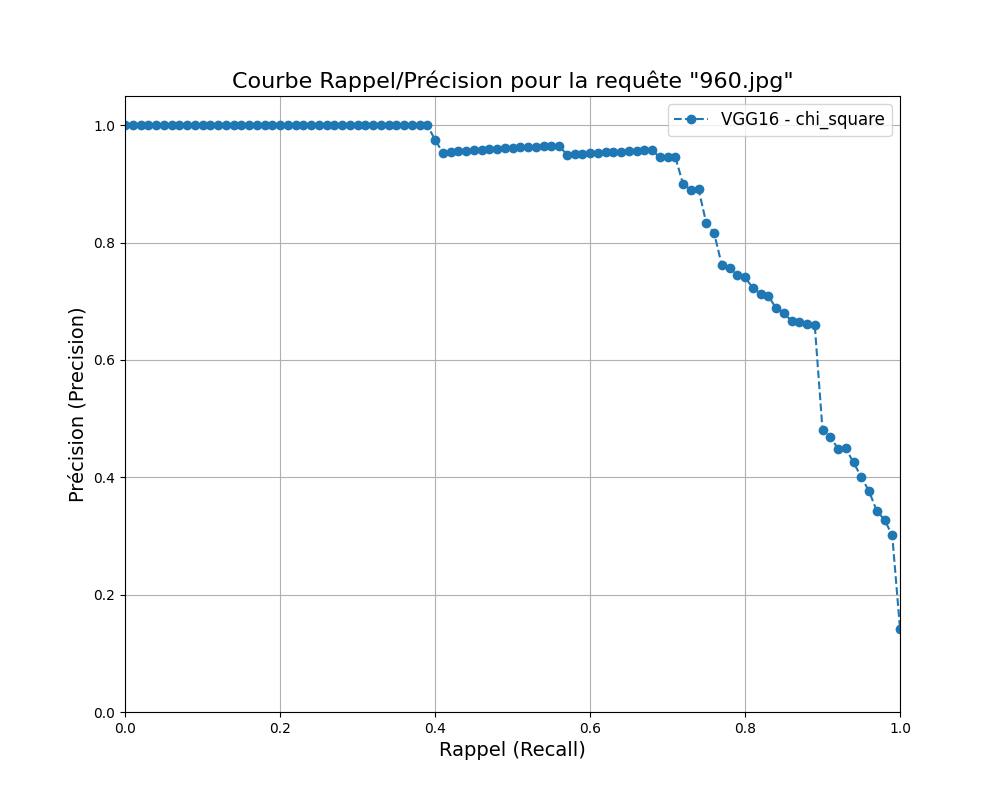 Courbe Rappel/Précision pour la requête "960.jpg"
VGG16 - chi_square
Précision (Precision)
1.0
0.8
0.6
0.4
0.2
0.0
0.0 0.2 0.4 0.6 0.8 1.0
Rappel (Recall)